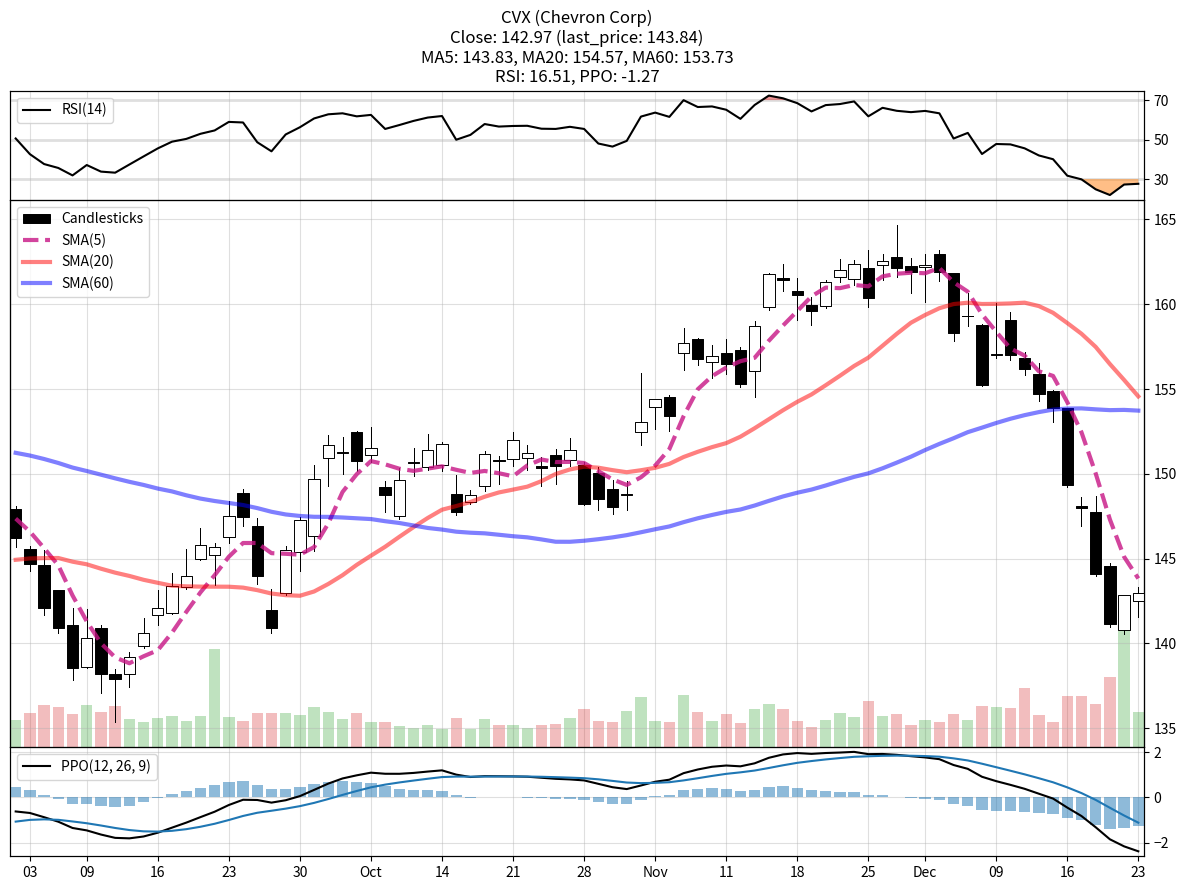 CVX (Chevron Corp)
Close: 142.97 (last_price: 143.84)
MA5: 143.83, MA20: 154.57, MA60: 153.73
RSI: 16.51, PPO: -1.27
RSI(14)
70
50
30
Candlesticks
SMA(5)
SMA(20)
SMA(60)
165
160
155
150
145
140
135
PPO(12, 26, 9)
2
0
−2
03 09 16 23 30 Oct 14 21 28 Nov 11 18 25 Dec 09 16 23